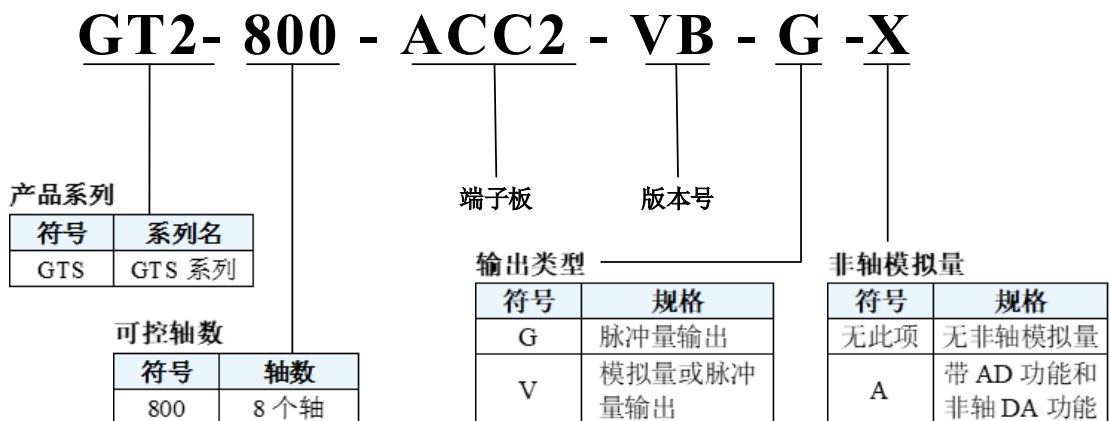 GT2- 800 - ACC2 - VB - G -X
产品系列
符号 系列名
GTS GTS 系列
可控轴数
符号 轴数
800 8 个轴
端子板
版本号
输出类型
符号 规格
G 脉冲量输出
V 模拟量或脉冲
量输出
非轴模拟量
符号 规格
无此项 无非轴模拟量
A 带 AD 功能和
非轴 DA 功能